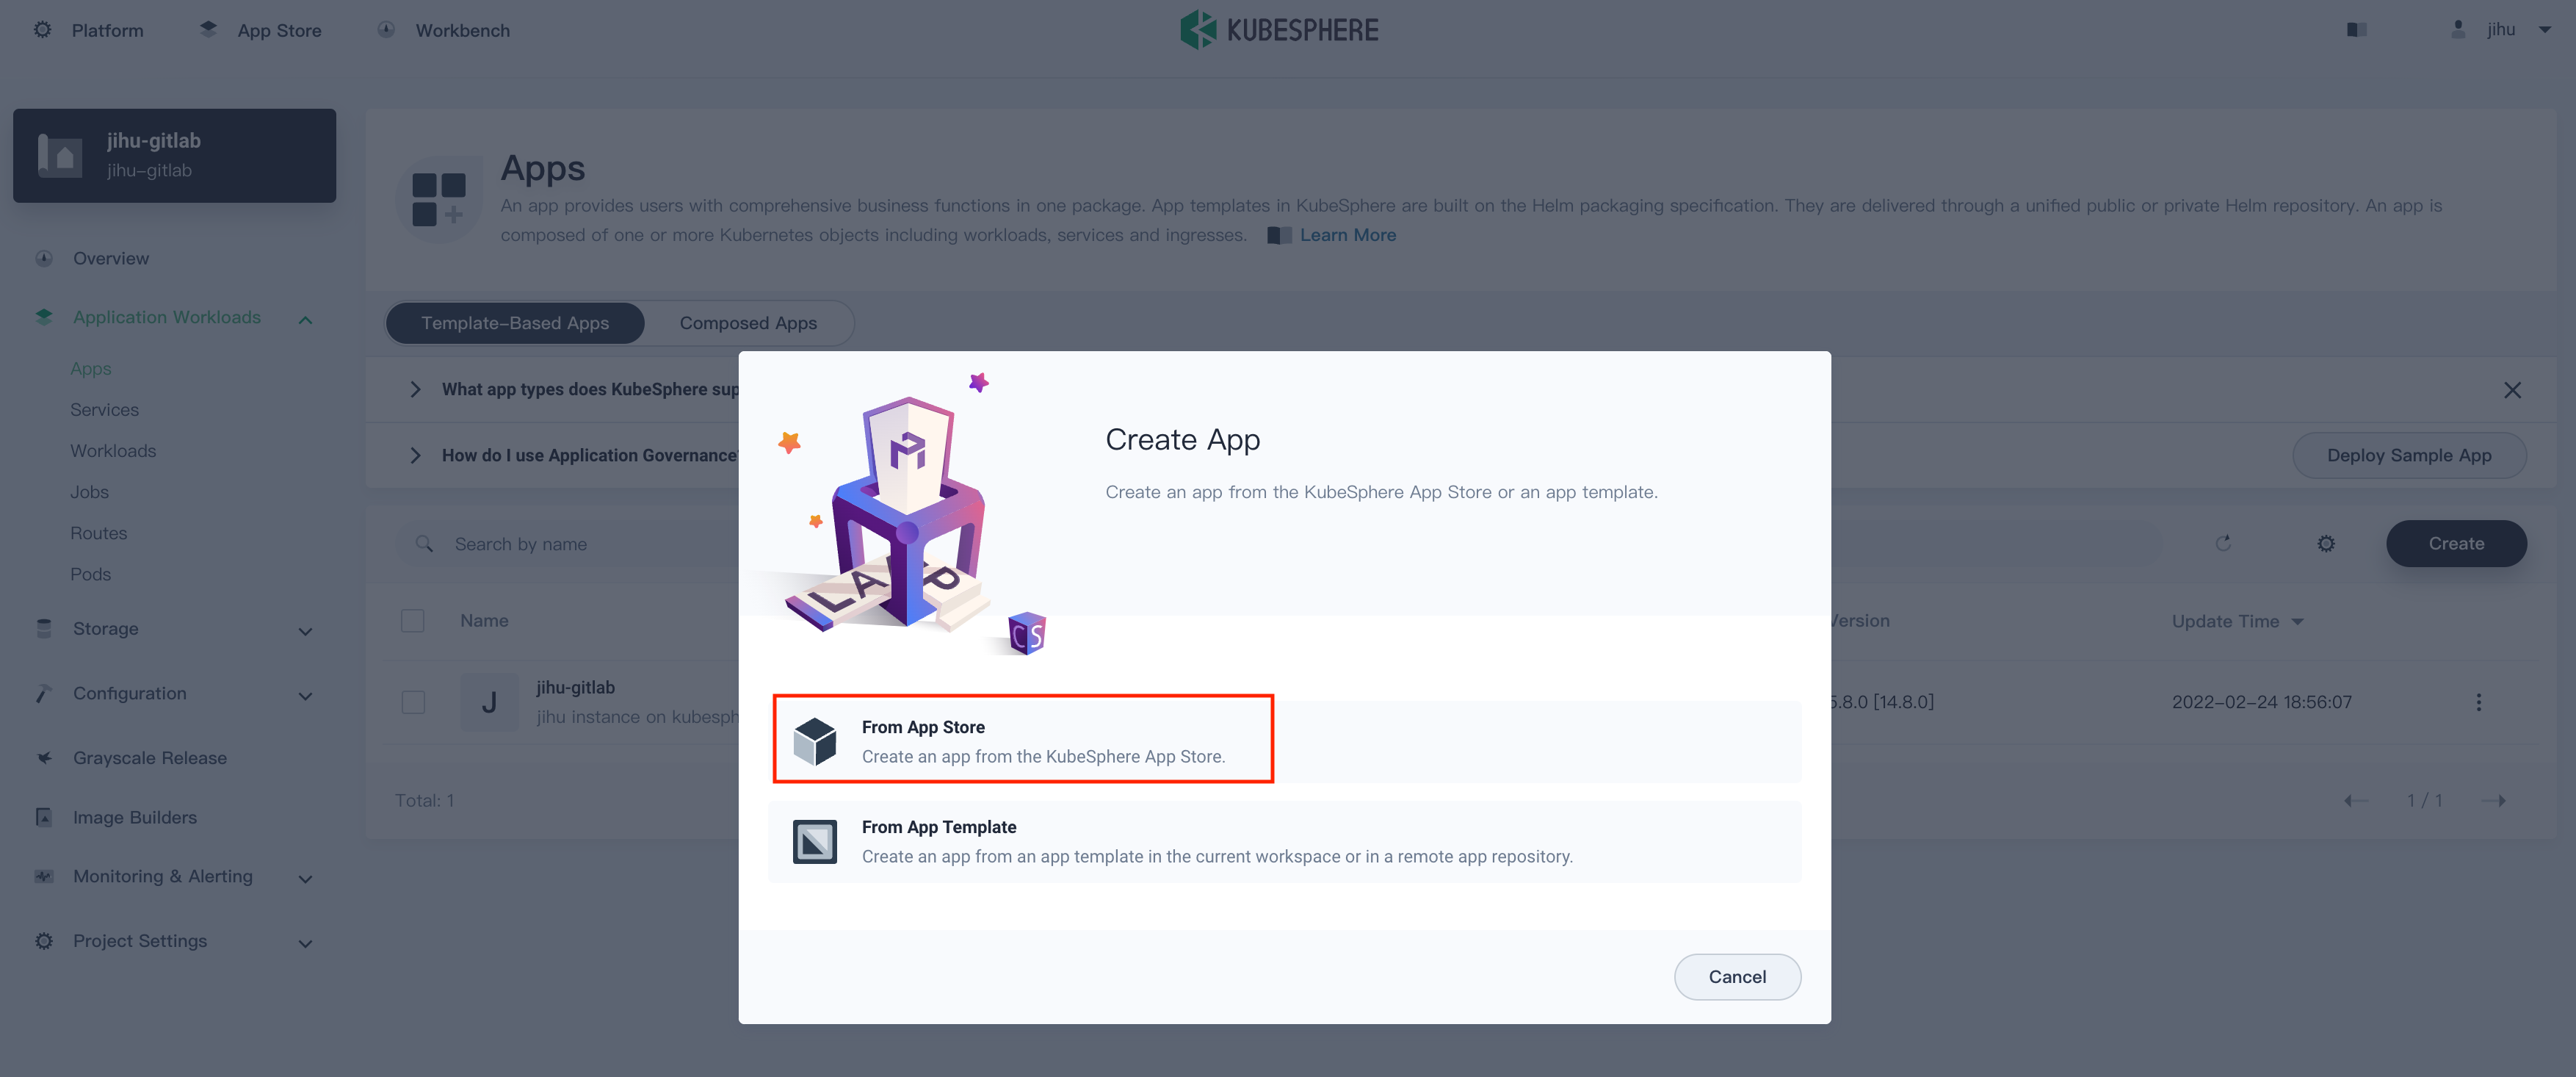 Platform
App Store
Workbench
KUBESPHERE
jihu
jihu-gitlab
jihu-gitlab
Overview
Application Workloads
Apps
Services
Workloads
Jobs
Routes
Pods
Storage
Configuration
Grayscale Release
Image Builders
Monitoring & Alerting
Project Settings
Apps
An app provides users with comprehensive business functions in one package. App templates in KubeSphere are built on the Helm packaging specification. They are delivered through a unified public or private Helm repository. An app is
composed of one or more Kubernetes objects including workloads, services and ingresses. Learn More
Template-Based Apps
Composed Apps
What app types does KubeSphere sup
How do I use Application Governance
Deploy Sample App
Search by name
Create
Name
Version
Update Time
J
jihu-gitlab
jihu instance on kubesph
5.8.0 [14.8.0]
2022-02-24 18:56:07
Total: 1
1 / 1
LAP
CS
Create App
Create an app from the KubeSphere App Store or an app template.
From App Store
Create an app from the KubeSphere App Store.
From App Template
Create an app from an app template in the current workspace or in a remote app repository.
Cancel